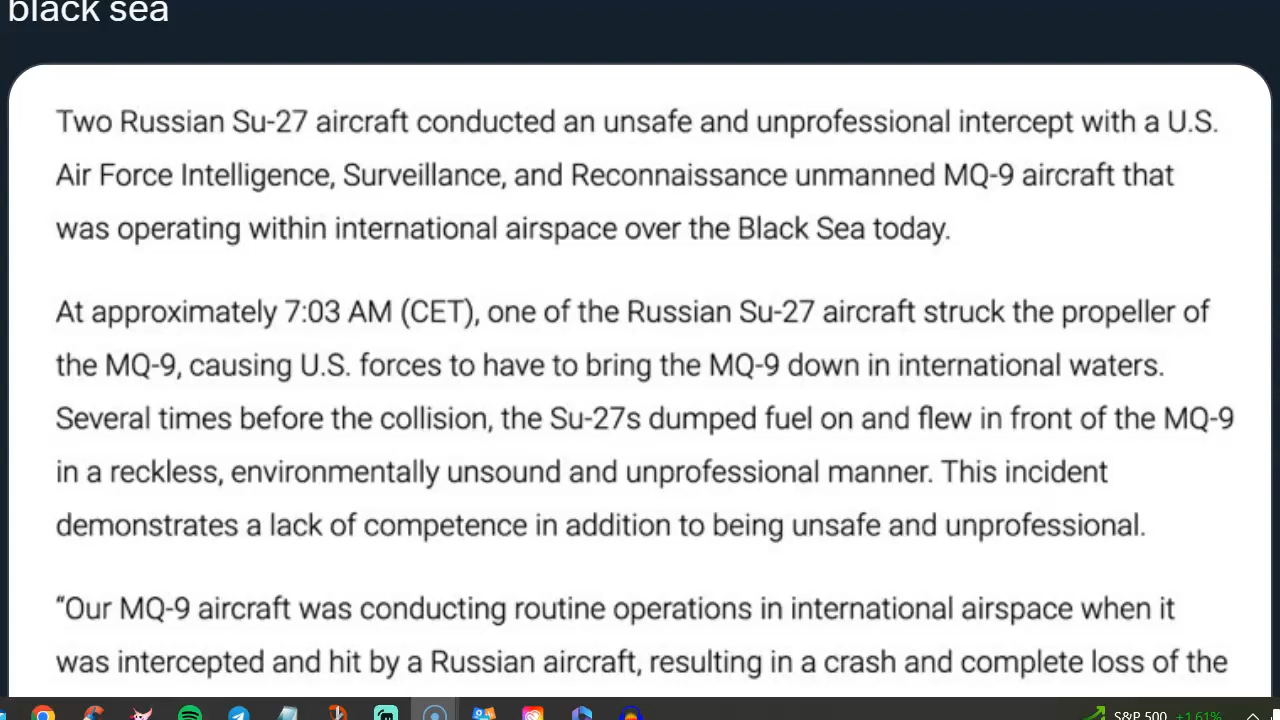 black sea
Two Russian Su-27 aircraft conducted an unsafe and unprofessional intercept with a U.S.
Air Force Intelligence, Surveillance, and Reconnaissance unmanned MQ-9 aircraft that
was operating within international airspace over the Black Sea today.
At approximately 7:03 AM (CET), one of the Russian Su-27 aircraft struck the propeller of
the MQ-9, causing U.S. forces to have to bring the MQ-9 down in international waters.
Several times before the collision, the Su-27s dumped fuel on and flew in front of the MQ-9
in a reckless, environmentally unsound and unprofessional manner. This incident
demonstrates a lack of competence in addition to being unsafe and unprofessional.
“Our MQ-9 aircraft was conducting routine operations in international airspace when it
was intercepted and hit by a Russian aircraft, resulting in a crash and complete loss of the
S&P 500 +1.61%